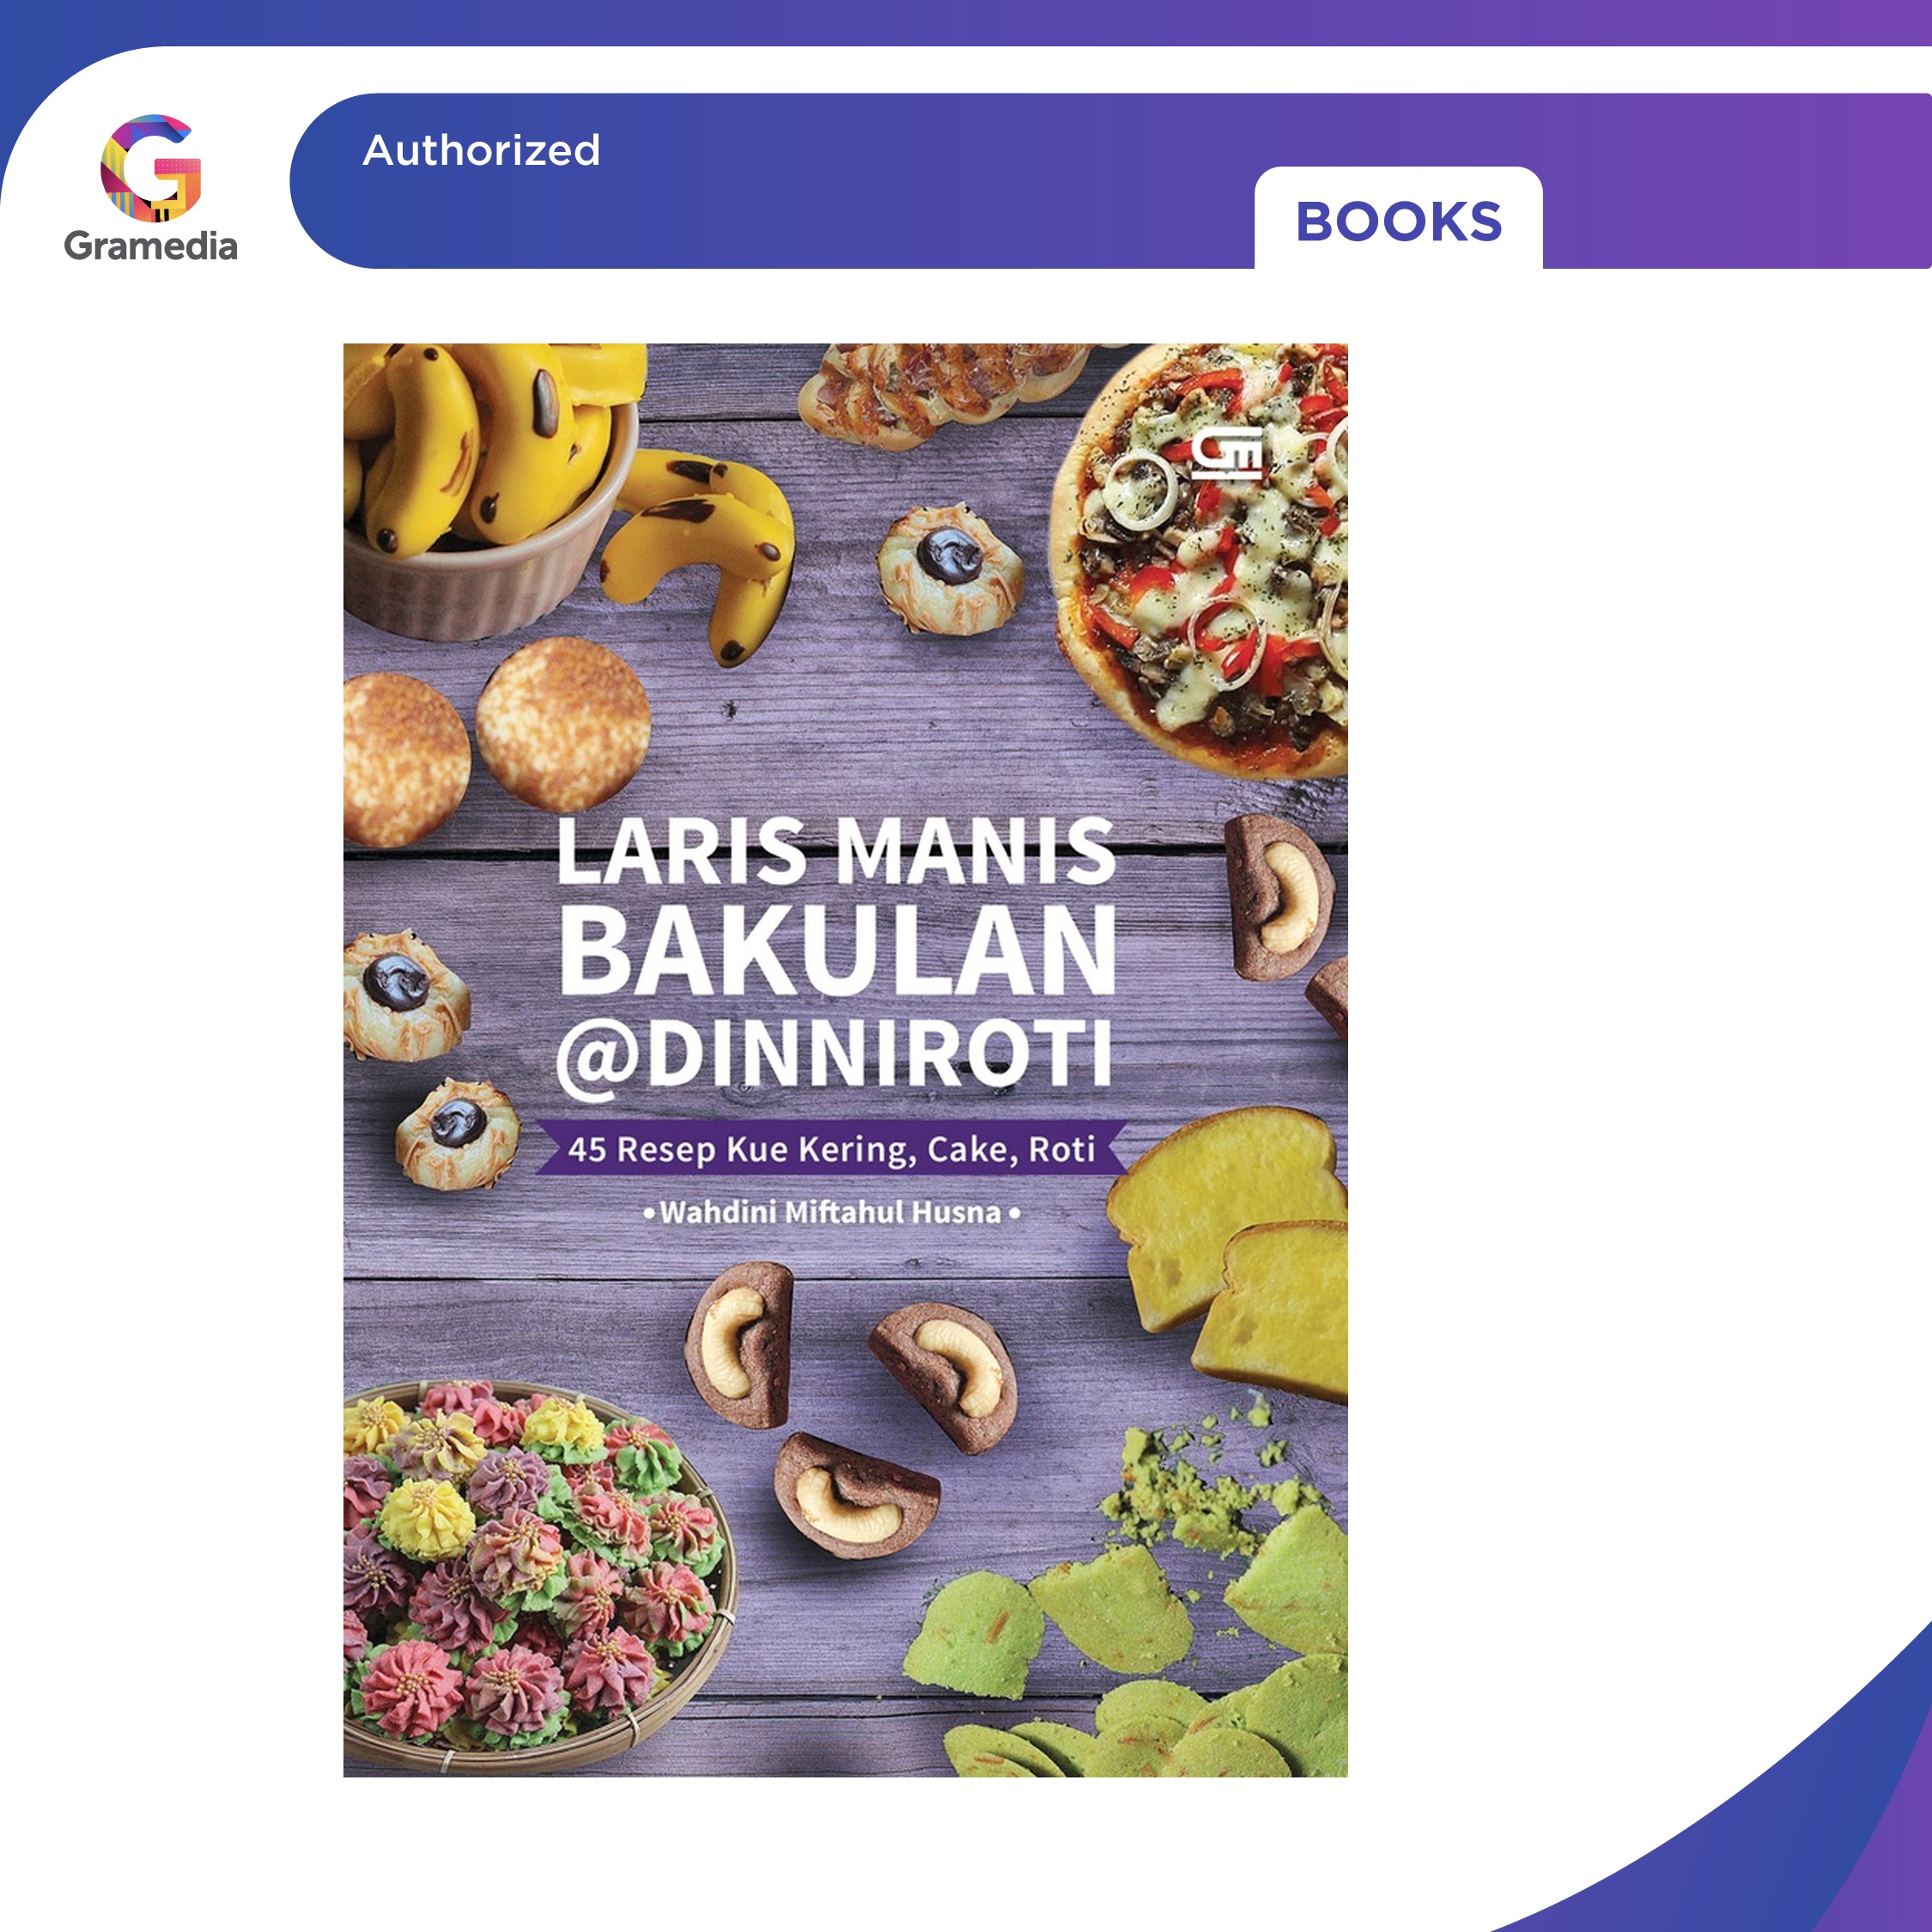 Gramedia
Authorized
BOOKS
LARIS MANIS
BAKULAN
@DINNIROTI
45 Resep Kue Kering, Cake, Roti
• Wahdini Miftahul Husna •